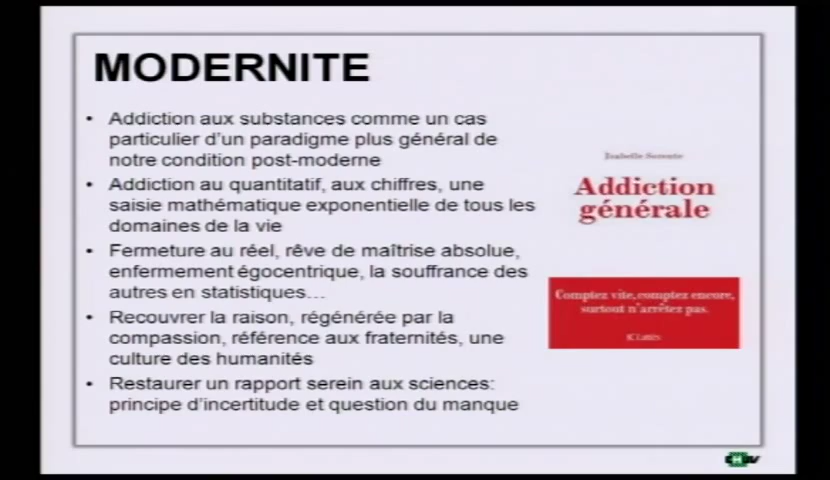 MODERNITE
• Addiction aux substances comme un cas
particulier d'un paradigme plus général de
notre condition post-moderne
• Addiction au quantitatif, aux chiffres, une
saisie mathématique exponentielle de tous les
domaines de la vie
• Fermeture au réel, rêve de maîtrise absolue,
enfermement égocentrique, la souffrance des
autres en statistiques…
• Recouvrer la raison, régénérée par la
compassion, référence aux fraternités, une
culture des humanités
• Restaurer un rapport serein aux sciences:
principe d'incertitude et question du manque
Isabelle Sorente
Addiction
générale
Comptez vite, comptez encore,
surtout n'arrêtez pas.
JC Lattès